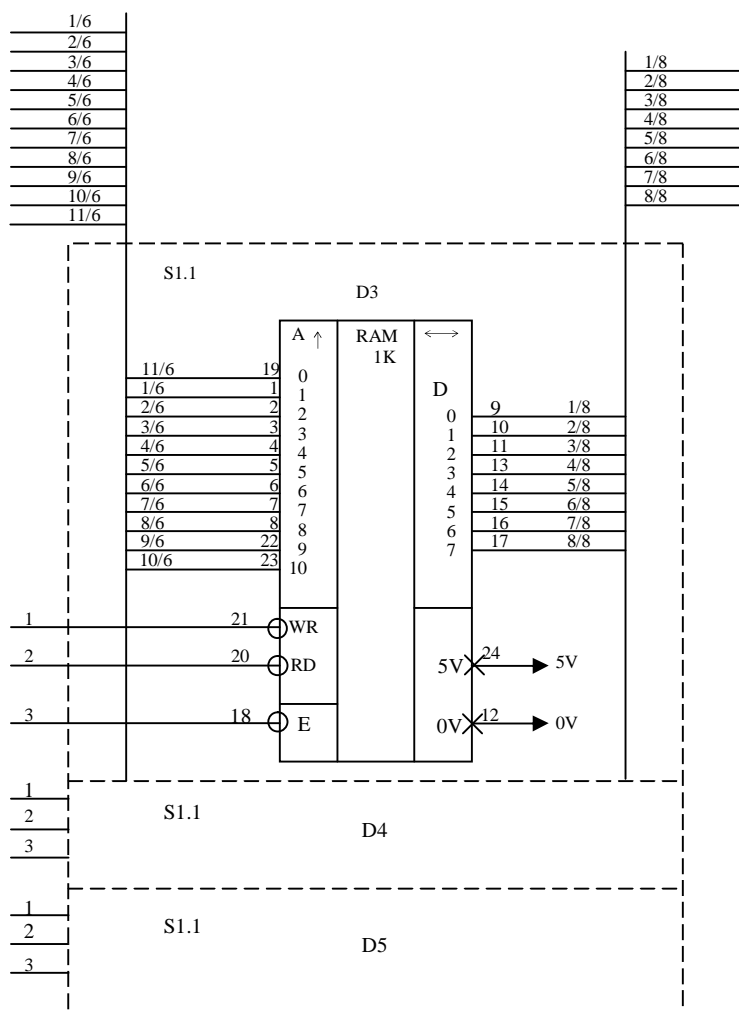 1/6
2/6
3/6
4/6
5/6
6/6
7/6
8/6
9/6
10/6
11/6
1/8
2/8
3/8
4/8
5/8
6/8
7/8
8/8
S1.1
D3
A ↑ RAM ↔
1K
D
11/6 19 0
1/6 1 1
2/6 2 2
3/6 3 3
4/6 4 4
5/6 5 5
6/6 6 6
7/6 7 7
8/6 8 8
9/6 22 9
10/6 23 10
0 9 1/8
1 10 2/8
2 11 3/8
3 13 4/8
4 14 5/8
5 15 6/8
6 16 7/8
7 17 8/8
1 21 WR
2 20 RD
5V 24 5V
3 18 E
0V 12 0V
1
2
3
S1.1
D4
1
2
3
S1.1
D5